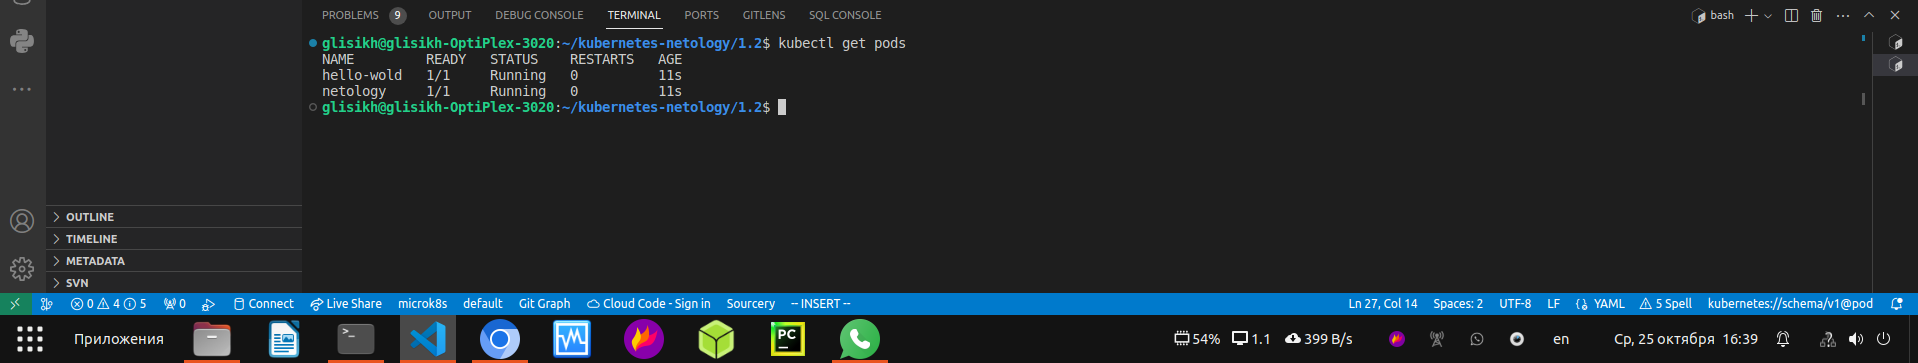 PROBLEMS 9 OUTPUT DEBUG CONSOLE TERMINAL PORTS GITLENS SQL CONSOLE bash
glisikh@glisikh-OptiPlex-3020:~/kubernetes-netology/1.2$ kubectl get pods
NAME READY STATUS RESTARTS AGE
hello-wold 1/1 Running 0 11s
netology 1/1 Running 0 11s
glisikh@glisikh-OptiPlex-3020:~/kubernetes-netology/1.2$
OUTLINE
TIMELINE
METADATA
SVN
0 4 5 0 Connect Live Share microk8s default Git Graph Cloud Code - Sign in Sourcery -- INSERT -- Ln 27, Col 14 Spaces: 2 UTF-8 LF YAML 5 Spell kubernetes://schema/v1@pod
Приложения >_ PC 54% 1.1 399 B/s en Ср, 25 октября 16:39